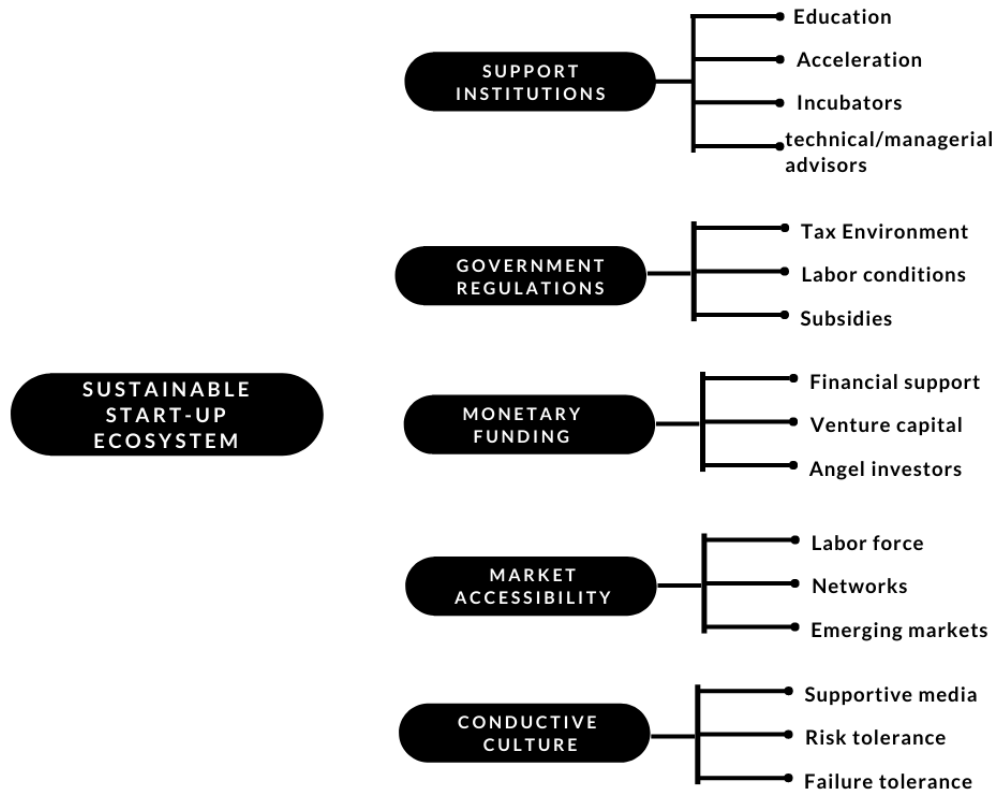 SUSTAINABLE
START-UP
ECOSYSTEM
SUPPORT
INSTITUTIONS
Education
Acceleration
Incubators
technical/managerial
advisors
GOVERNMENT
REGULATIONS
Tax Environment
Labor conditions
Subsidies
MONETARY
FUNDING
Financial support
Venture capital
Angel investors
MARKET
ACCESSIBILITY
Labor force
Networks
Emerging markets
CONDUCTIVE
CULTURE
Supportive media
Risk tolerance
Failure tolerance